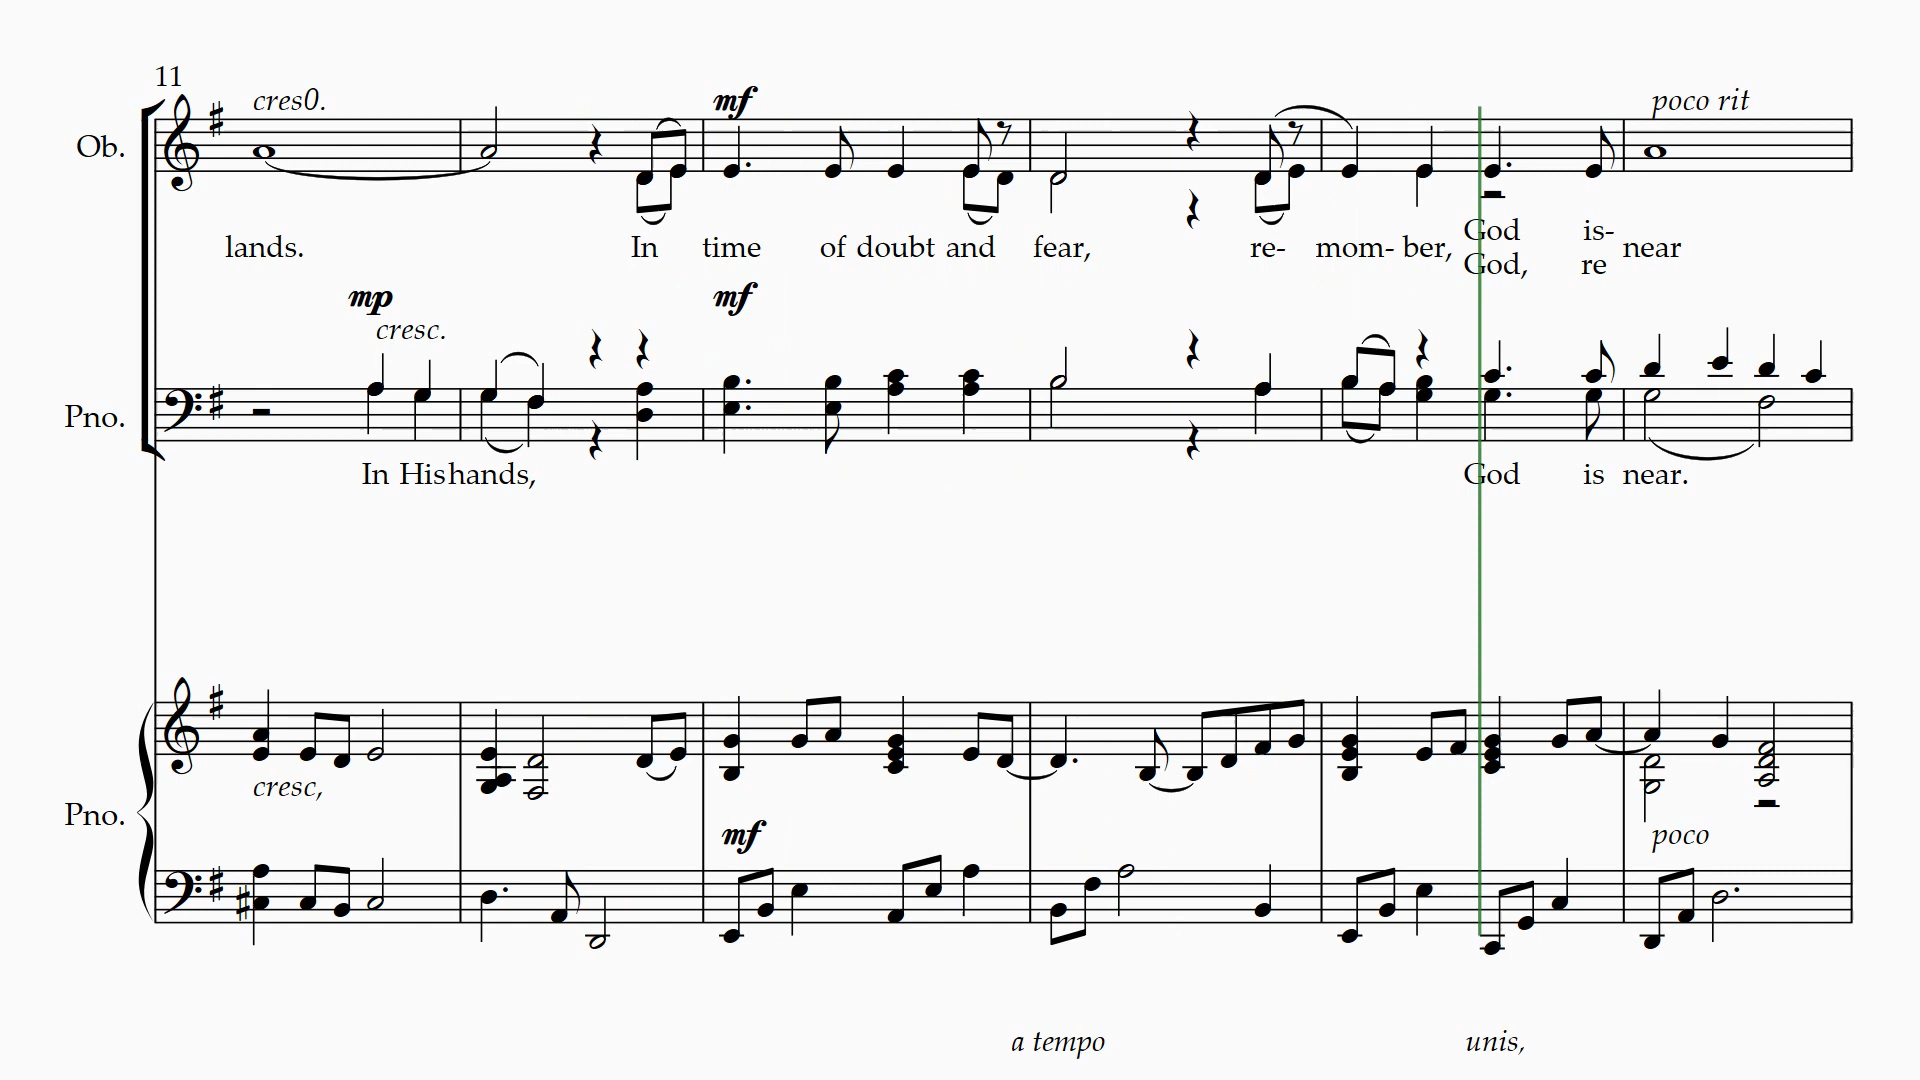 11
cres0.
mf
poco rit
Ob.
lands. In time of doubt and fear, re- mom- ber, God is- near
God, re
mp
mf
cresc.
Pno.
In His hands, God is near.
cresc,
Pno.
mf
poco
a tempo
unis,